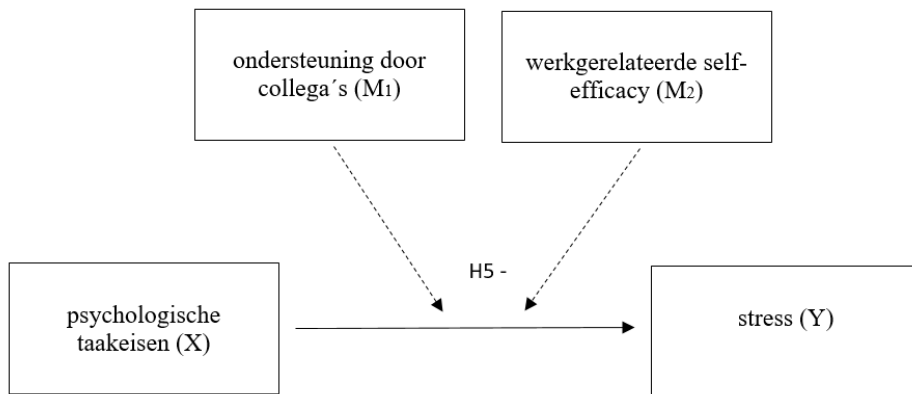 ondersteuning door
collega´s (M1)
werkgerelateerde self-
efficacy (M2)
H5 -
psychologische
taakeisen (X)
stress (Y)